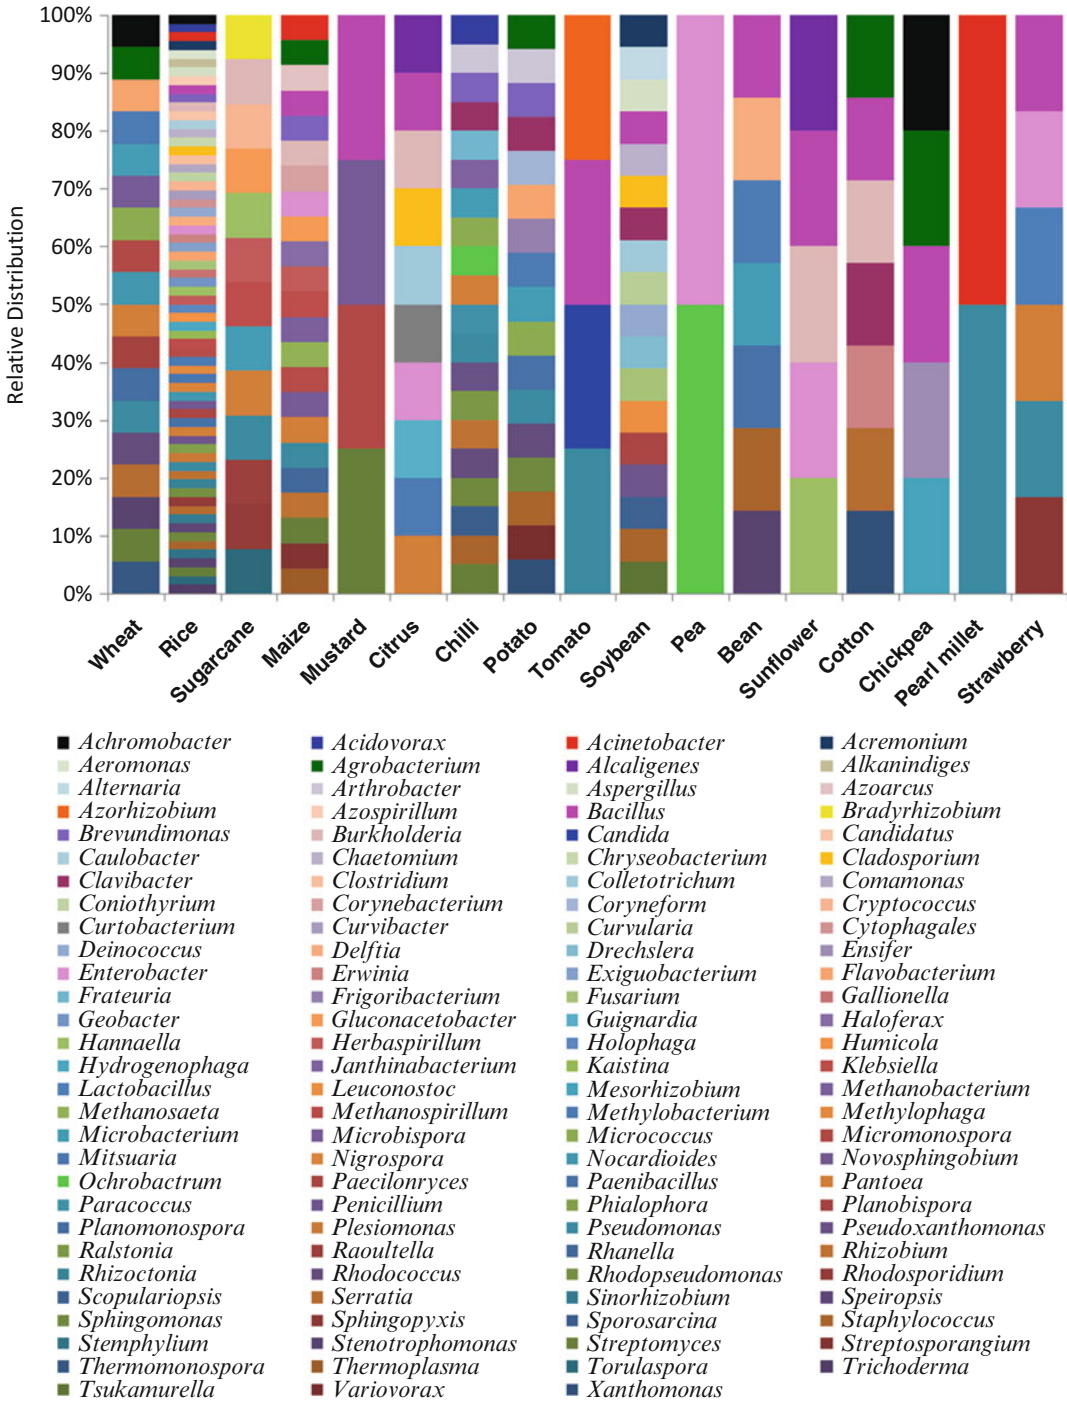 100%
90%
80%
70%
60%
50%
40%
30%
20%
10%
0%
Relative Distribution
Wheat
Rice
Sugarcane
Maize
Mustard
Citrus
Chilli
Potato
Tomato
Soybean
Pea
Bean
Sunflower
Cotton
Chickpea
Pearl millet
Strawberry
Achromobacter Acidovorax Acinetobacter Acremonium
Aeromonas Agrobacterium Alcaligenes Alkanindiges
Alternaria Arthrobacter Aspergillus Azoarcus
Azorhizobium Azospirillum Bacillus Bradyrhizobium
Brevundimonas Burkholderia Candida Candidatus
Caulobacter Chaetomium Chryseobacterium Cladosporium
Clavibacter Clostridium Colletotrichum Comamonas
Coniothyrium Corynebacterium Coryneform Cryptococcus
Curtobacterium Curvibacter Curvularia Cytophagales
Deinococcus Delftia Drechslera Ensifer
Enterobacter Erwinia Exiguobacterium Flavobacterium
Frateuria Frigoribacterium Fusarium Gallionella
Geobacter Gluconacetobacter Guignardia Haloferax
Hannaella Herbaspirillum Holophaga Humicola
Hydrogenophaga Janthinabacterium Kaistina Klebsiella
Lactobacillus Leuconostoc Mesorhizobium Methanobacterium
Methanosaeta Methanospirillum Methylobacterium Methylophaga
Microbacterium Microbispora Micrococcus Micromonospora
Mitsuaria Nigrospora Nocardioides Novosphingobium
Ochrobactrum Paecilonryces Paenibacillus Pantoea
Paracoccus Penicillium Phialophora Planobispora
Planomonospora Plesiomonas Pseudomonas Pseudoxanthomonas
Ralstonia Raoultella Rhanella Rhizobium
Rhizoctonia Rhodococcus Rhodopseudomonas Rhodosporidium
Scopulariopsis Serratia Sinorhizobium Speiropsis
Sphingomonas Sphingopyxis Sporosarcina Staphylococcus
Stemphylium Stenotrophomonas Streptomyces Streptosporangium
Thermomonospora Thermoplasma Torulaspora Trichoderma
Tsukamurella Variovorax Xanthomonas